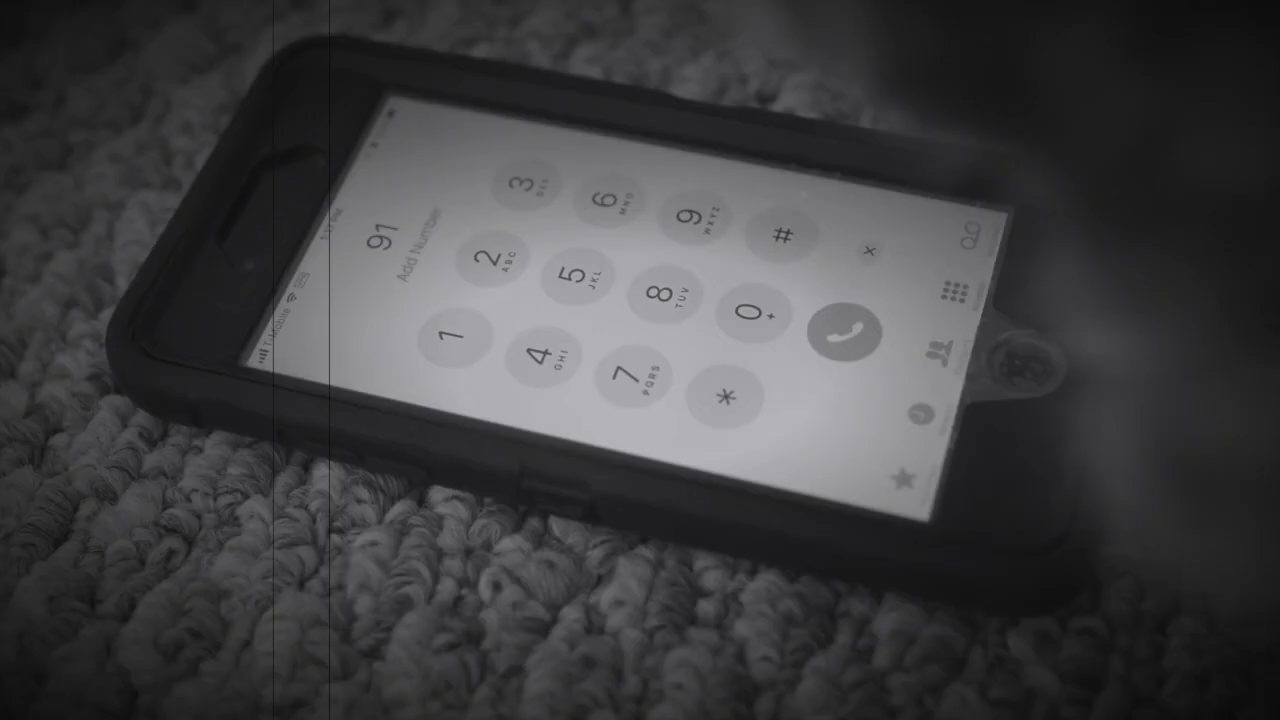 T-Mobile
91
Add Number
1
2 ABC
3 DEF
4 GHI
5 JKL
6 MNO
7 PQRS
8 TUV
9 WXYZ
*
0 +
#
×